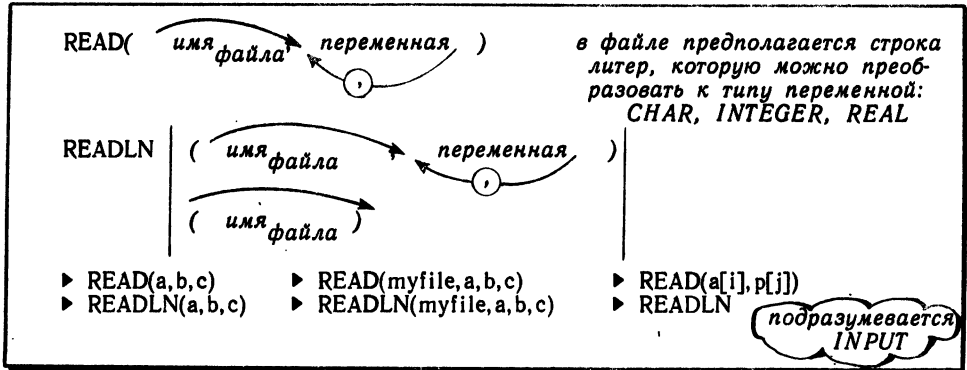 READ( имя файла, переменная )
,
в файле предполагается строка
литер, которую можно преоб-
разовать к типу переменной:
CHAR, INTEGER, REAL
READLN ( имя файла , переменная )
,
( имя файла )
▶ READ(a,b,c) ▶ READ(myfile,a,b,c) ▶ READ(a[i],p[j])
▶ READLN(a,b,c) ▶ READLN(myfile,a,b,c) ▶ READLN
подразумевается
INPUT